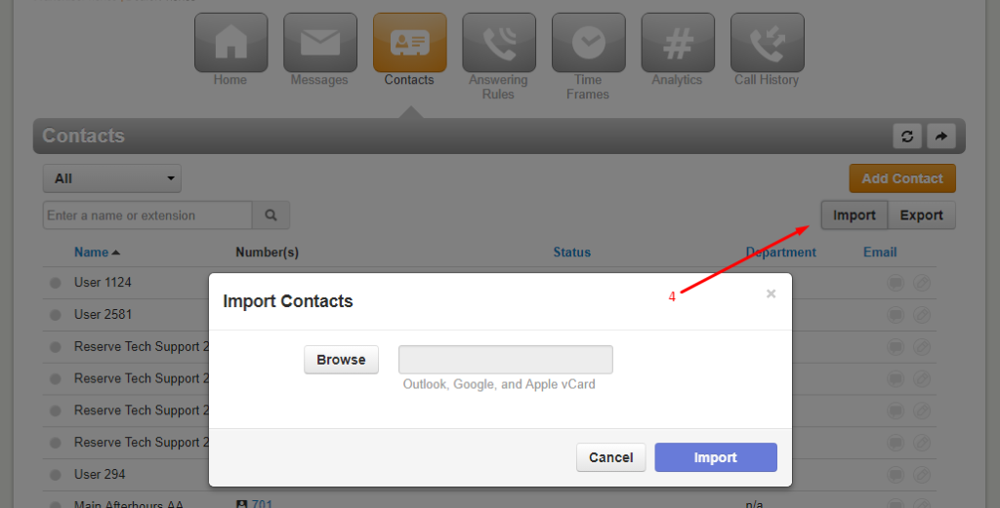 Home
Messages
Contacts
Answering
Rules
Time
Frames
Analytics
Call History
Contacts
All
Add Contact
Enter a name or extension
Import
Export
Name
Number(s)
Status
Department
Email
User 1124
4
User 2581
Import Contacts
×
Reserve Tech Support 2
Browse
Reserve Tech Support 2
Outlook, Google, and Apple vCard
Reserve Tech Support 2
Reserve Tech Support 2
Cancel
Import
User 294
Main Afterhours AA
701
n/a